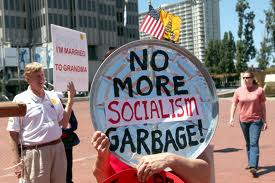 I'M MARRIED
TO GRANDMA
NO
MORE
SOCIALISM
GARBAGE!